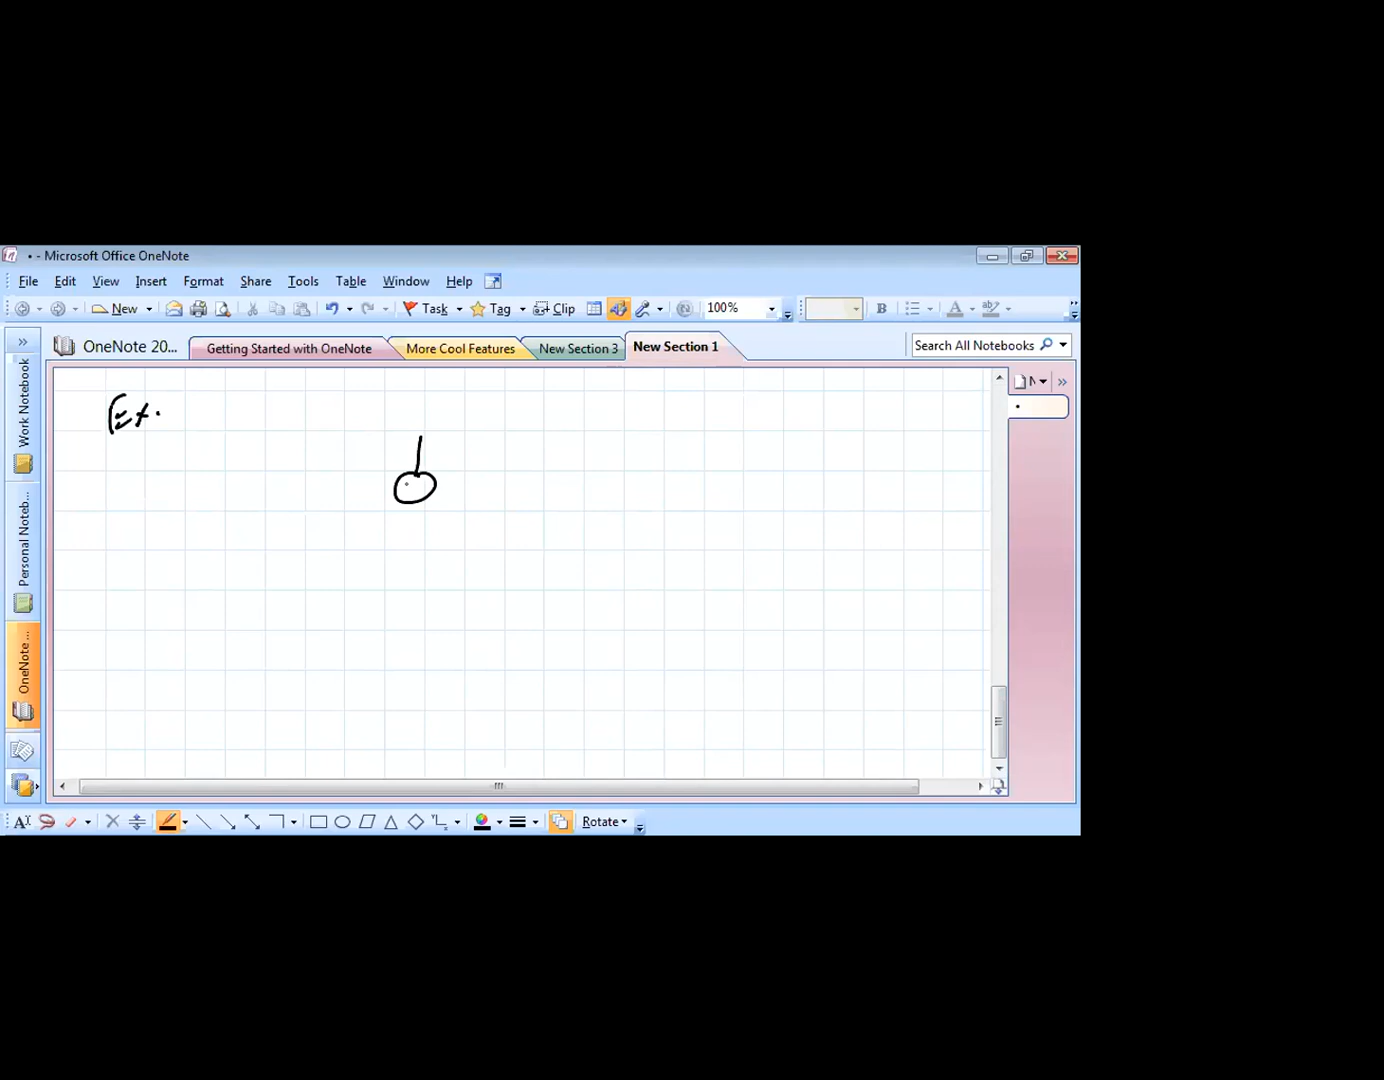 • - Microsoft Office OneNote
File Edit View Insert Format Share Tools Table Window Help
New Task Tag Clip 100% B A ab
OneNote 20... Getting Started with OneNote More Cool Features New Section 3 New Section 1 Search All Notebooks
N
Work Notebook
Personal Noteb...
OneNote ...
Ex.
AI Rotate